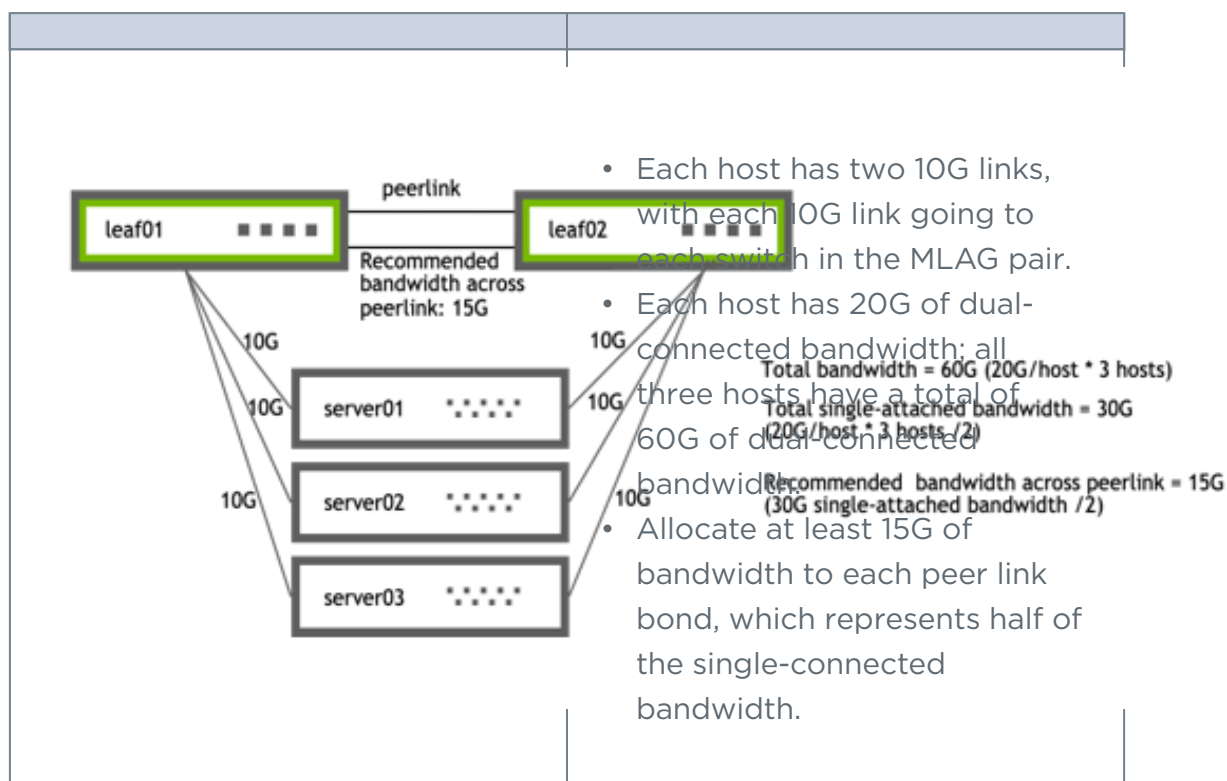 peerlink
leaf01
leaf02
Recommended
bandwidth across
peerlink: 15G
10G
10G
10G
10G
10G
10G
server01
server02
server03
Total bandwidth = 60G (20G/host * 3 hosts)
Total single-attached bandwidth = 30G
(20G/host * 3 hosts /2)
Recommended bandwidth across peerlink = 15G
(30G single-attached bandwidth /2)
• Each host has two 10G links,
with each 10G link going to
each switch in the MLAG pair.
• Each host has 20G of dual-
connected bandwidth; all
three hosts have a total of
60G of dual-connected
bandwidth.
• Allocate at least 15G of
bandwidth to each peer link
bond, which represents half of
the single-connected
bandwidth.